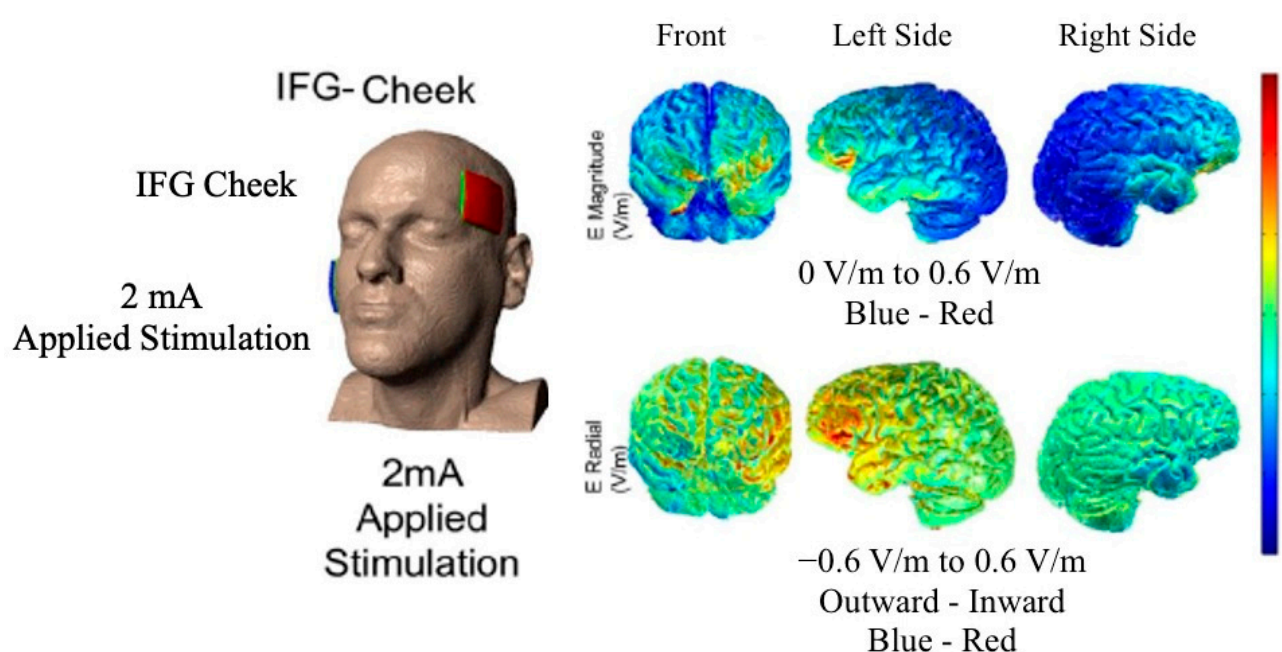 IFG- Cheek
IFG Cheek
2 mA
Applied Stimulation
2mA
Applied
Stimulation
Front
Left Side
Right Side
E Magnitude
(V/m)
0 V/m to 0.6 V/m
Blue - Red
E Radial
(V/m)
−0.6 V/m to 0.6 V/m
Outward - Inward
Blue - Red